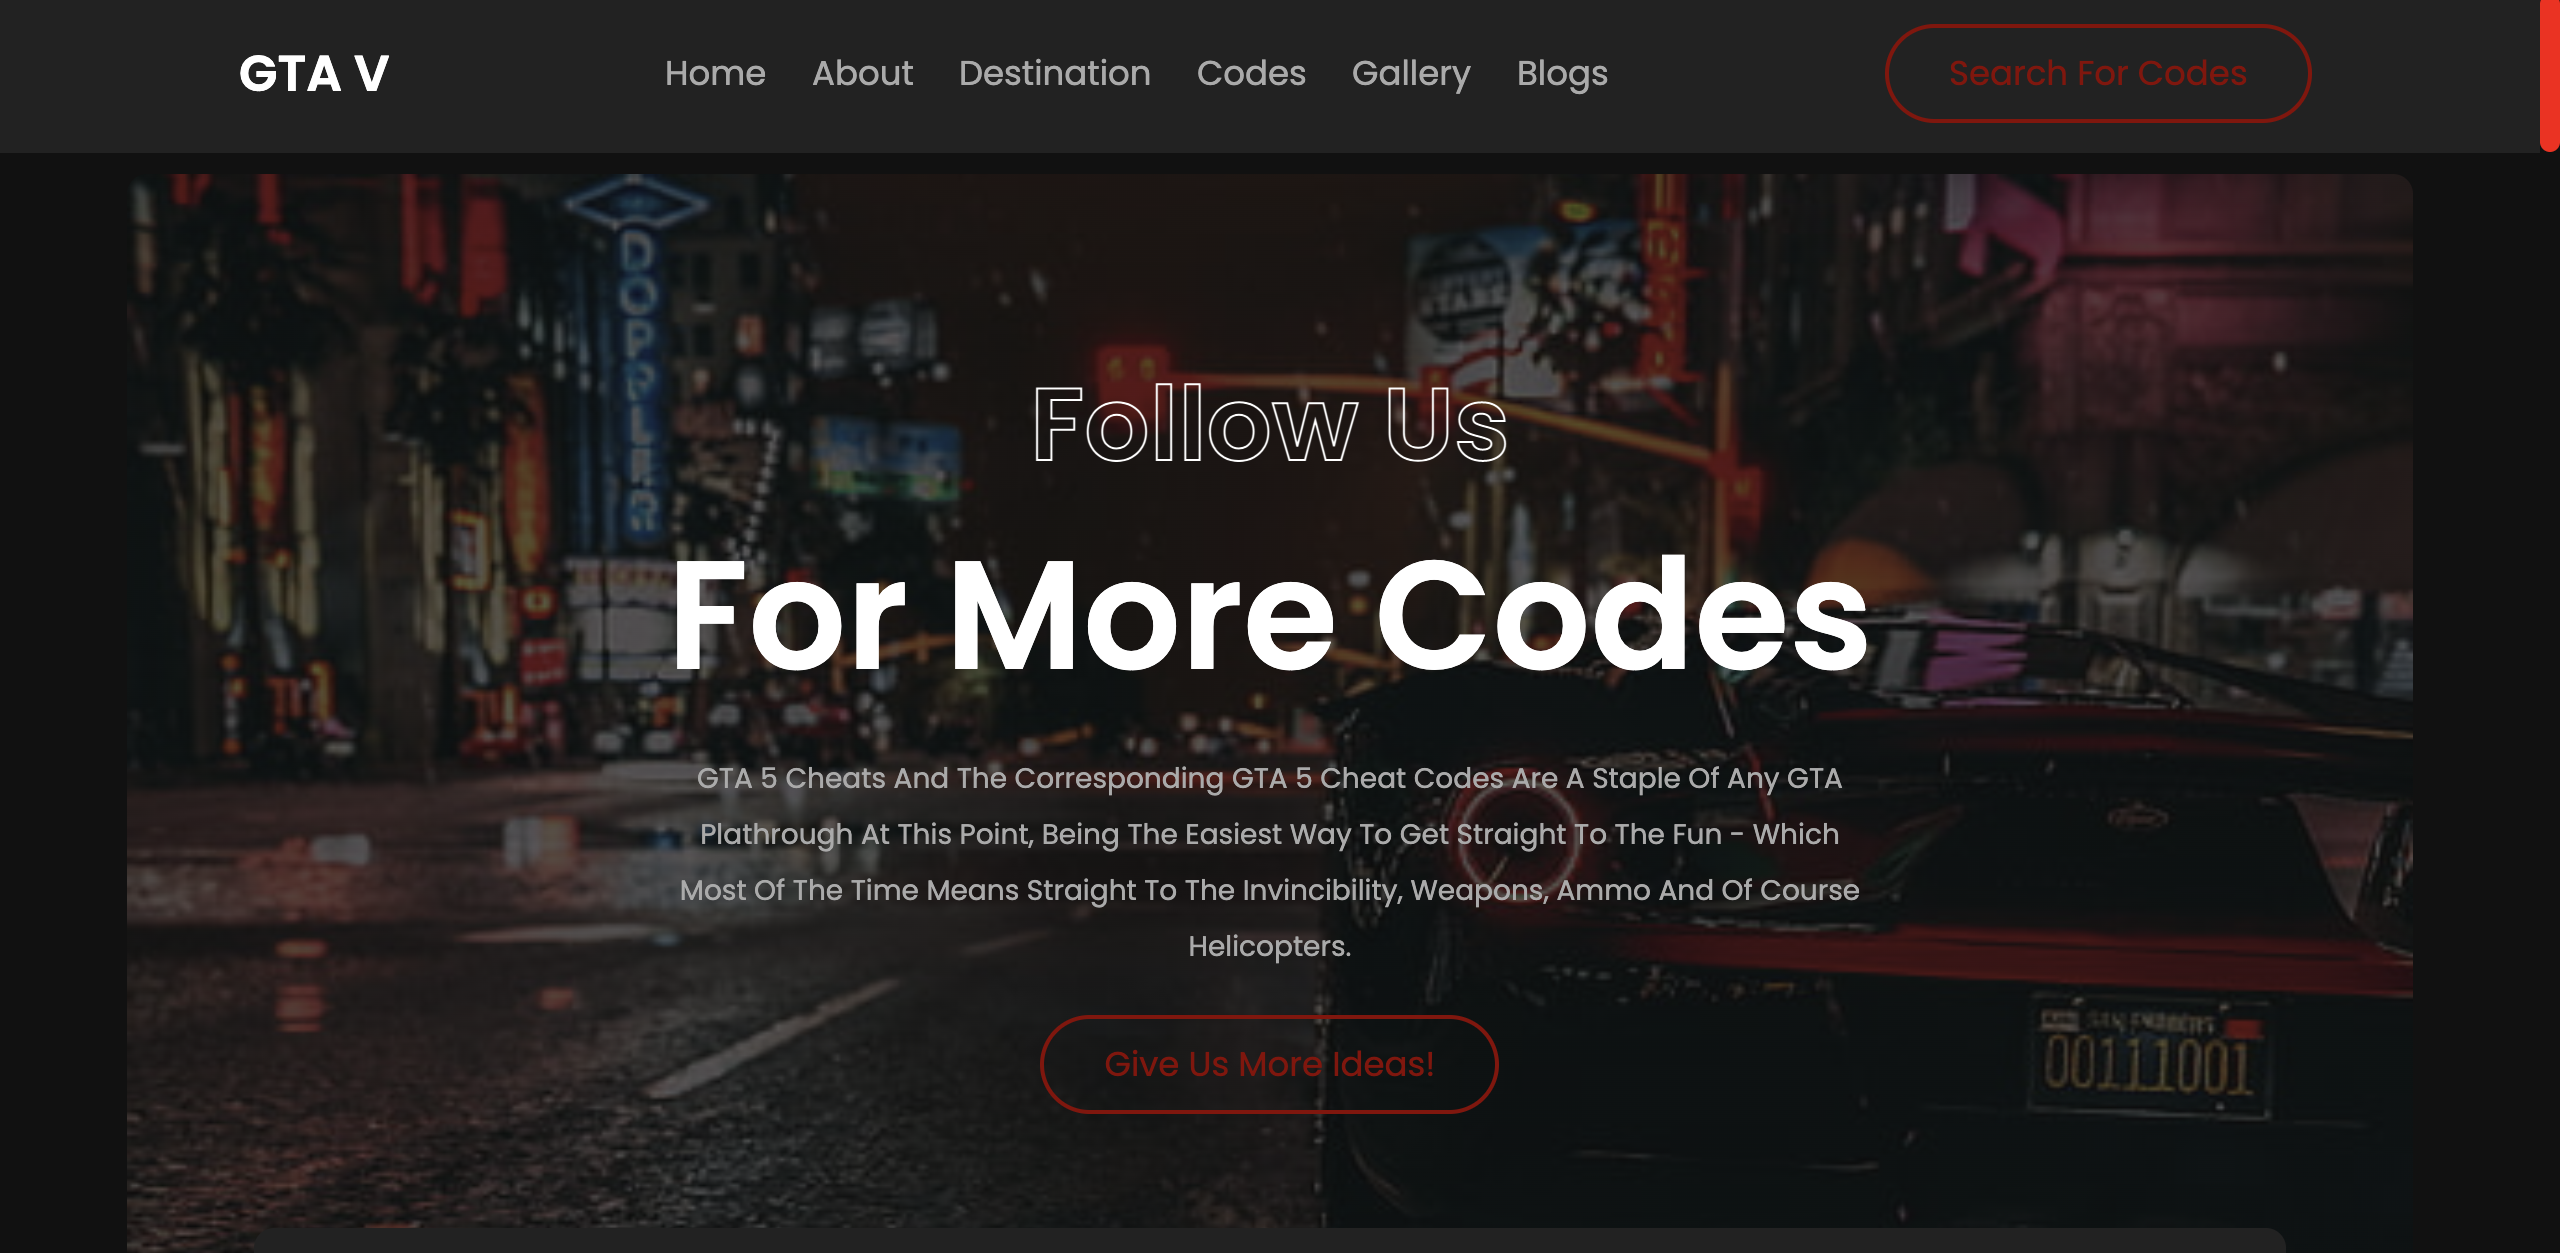 GTA V
Home About Destination Codes Gallery Blogs
Search For Codes
DOPPLER
Follow Us
For More Codes
GTA 5 Cheats And The Corresponding GTA 5 Cheat Codes Are A Staple Of Any GTA
Plathrough At This Point, Being The Easiest Way To Get Straight To The Fun - Which
Most Of The Time Means Straight To The Invincibility, Weapons, Ammo And Of Course
Helicopters.
Give Us More Ideas!
00111001